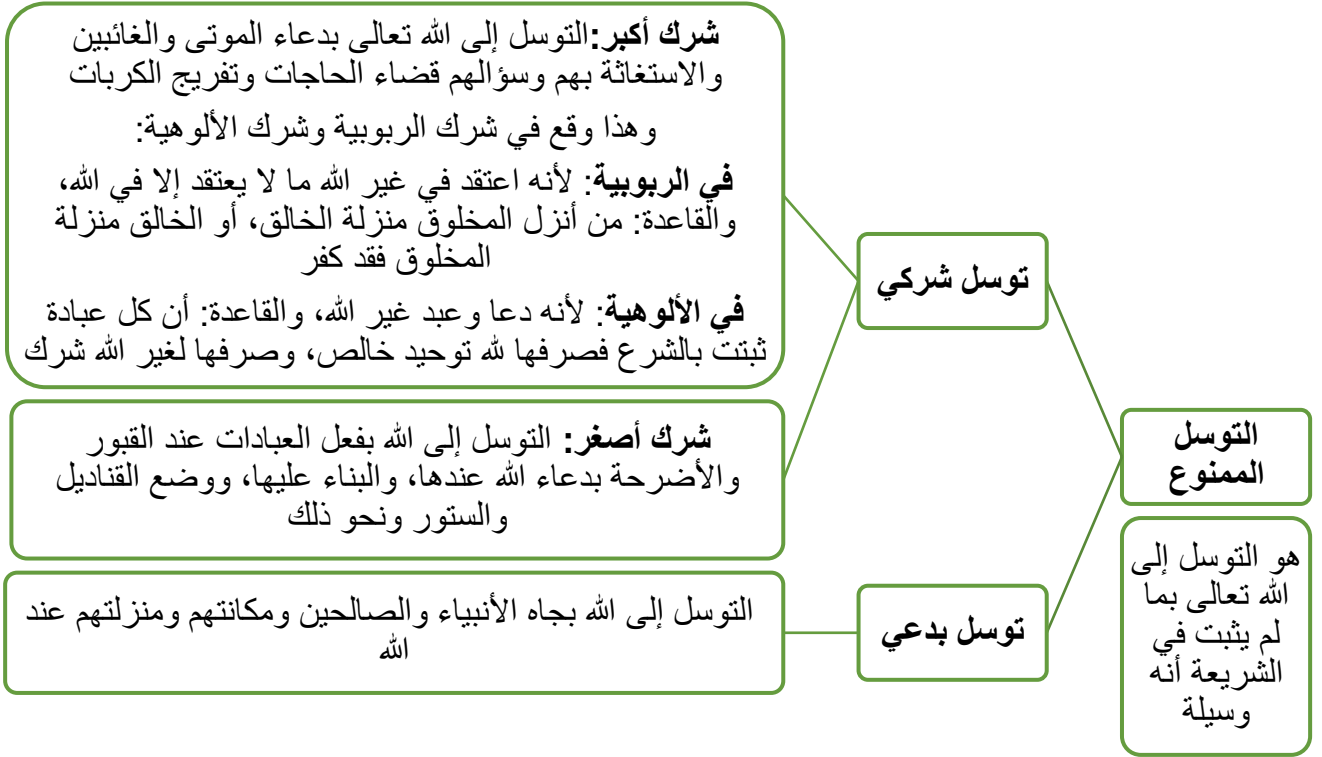 التوسل
الممنوع
هو التوسل إلى
الله تعالى بما
لم يثبت في
الشريعة أنه
وسيلة
توسل شركي
شرك أكبر:التوسل إلى الله تعالى بدعاء الموتى والغائبين
والاستغاثة بهم وسؤالهم قضاء الحاجات وتفريج الكربات
وهذا وقع في شرك الربوبية وشرك الألوهية:
في الربوبية: لأنه اعتقد في غير الله ما لا يعتقد إلا في الله،
والقاعدة: من أنزل المخلوق منزلة الخالق، أو الخالق منزلة
المخلوق فقد كفر
في الألوهية: لأنه دعا وعبد غير الله، والقاعدة: أن كل عبادة
ثبتت بالشرع فصرفها لله توحيد خالص، وصرفها لغير الله شرك
شرك أصغر: التوسل إلى الله بفعل العبادات عند القبور
والأضرحة بدعاء الله عندها، والبناء عليها، ووضع القناديل
والستور ونحو ذلك
توسل بدعي
التوسل إلى الله بجاه الأنبياء والصالحين ومكانتهم ومنزلتهم عند
الله